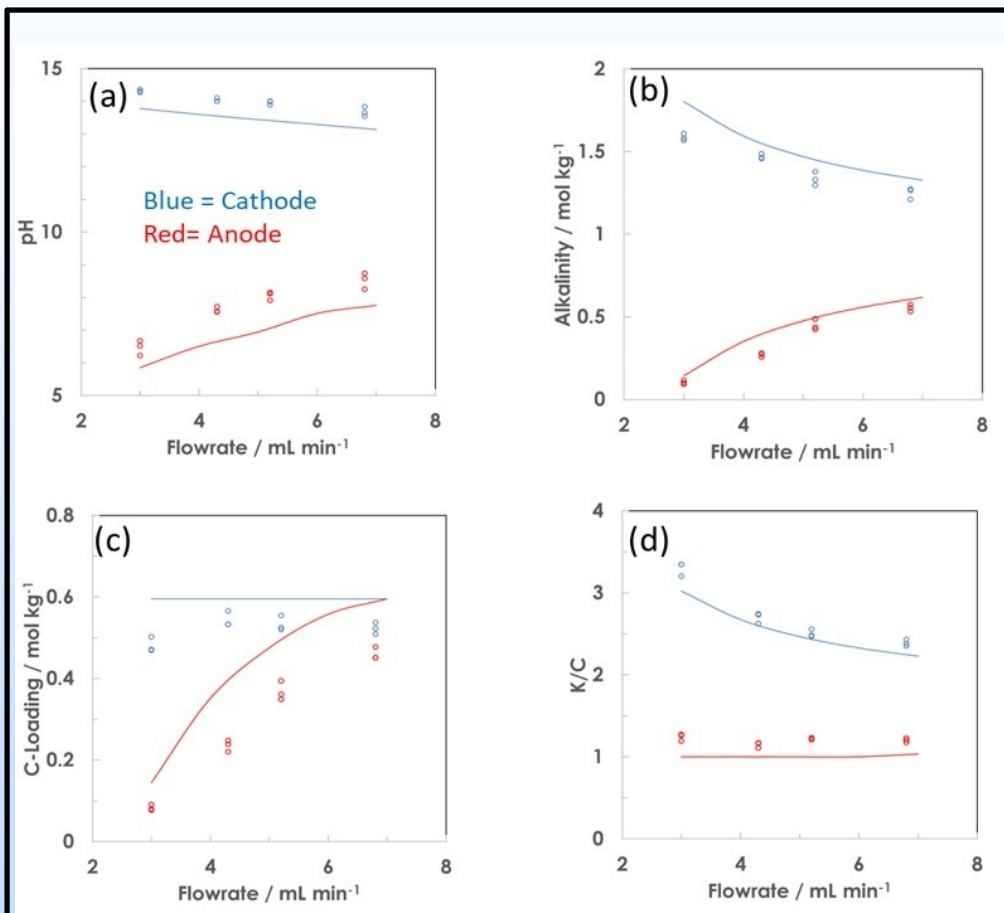 (a)
15
10
5
pH
Blue = Cathode
Red= Anode
2 4 6 8
Flowrate / mL min⁻¹
(b)
2
1.5
1
0.5
0
Alkalinity / mol kg⁻¹
2 4 6 8
Flowrate / mL min⁻¹
(c)
0.8
0.6
0.4
0.2
0
C-Loading / mol kg⁻¹
2 4 6 8
Flowrate / mL min⁻¹
(d)
4
3
2
1
0
K/C
2 4 6 8
Flowrate / mL min⁻¹